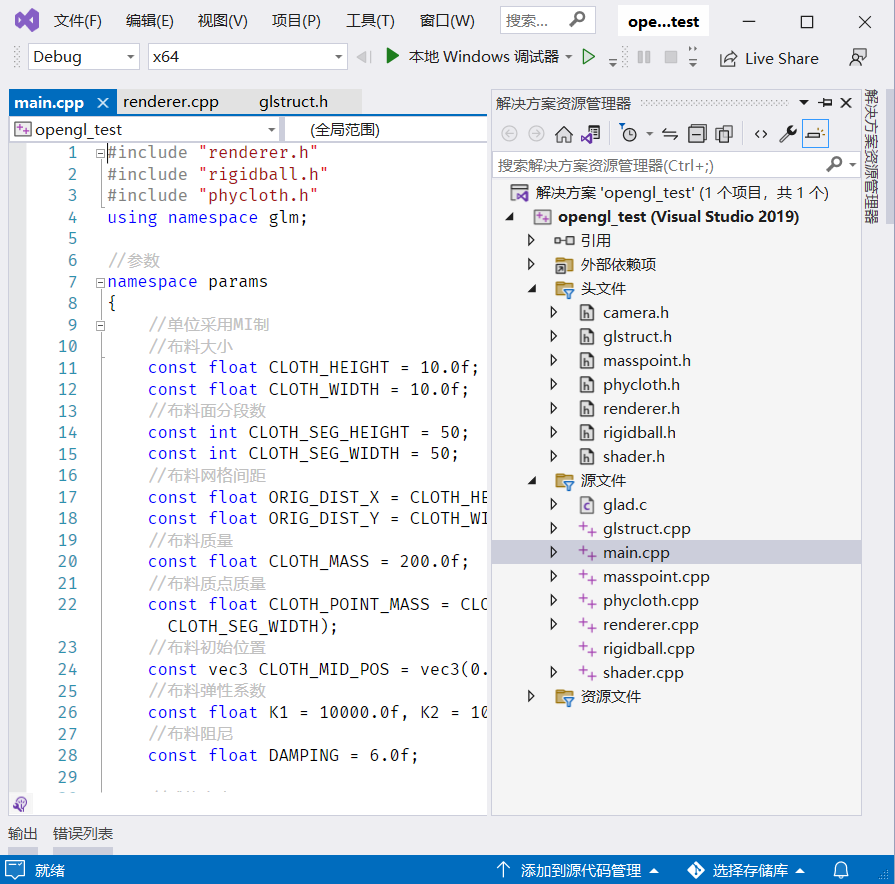 文件(F) 编辑(E) 视图(V) 项目(P) 工具(T) 窗口(W) 搜索... ope...test
Debug x64 本地 Windows 调试器 Live Share
main.cpp renderer.cpp glstruct.h
opengl_test (全局范围)
1 #include "renderer.h"
2 #include "rigidball.h"
3 #include "phycloth.h"
4 using namespace glm;
5
6 //参数
7 namespace params
8 {
9 //单位采用MI制
10 //布料大小
11 const float CLOTH_HEIGHT = 10.0f;
12 const float CLOTH_WIDTH = 10.0f;
13 //布料面分段数
14 const int CLOTH_SEG_HEIGHT = 50;
15 const int CLOTH_SEG_WIDTH = 50;
16 //布料网格间距
17 const float ORIG_DIST_X = CLOTH_HE
18 const float ORIG_DIST_Y = CLOTH_WI
19 //布料质量
20 const float CLOTH_MASS = 200.0f;
21 //布料质点质量
22 const float CLOTH_POINT_MASS = CLO
CLOTH_SEG_WIDTH);
23 //布料初始位置
24 const vec3 CLOTH_MID_POS = vec3(0.
25 //布料弹性系数
26 const float K1 = 10000.0f, K2 = 10
27 //布料阻尼
28 const float DAMPING = 6.0f;
29
解决方案资源管理器
搜索解决方案资源管理器(Ctrl+;)
解决方案 'opengl_test' (1 个项目，共 1 个)
opengl_test (Visual Studio 2019)
引用
外部依赖项
头文件
camera.h
glstruct.h
masspoint.h
phycloth.h
renderer.h
rigidball.h
shader.h
源文件
glad.c
glstruct.cpp
main.cpp
masspoint.cpp
phycloth.cpp
renderer.cpp
rigidball.cpp
shader.cpp
资源文件
解决方案资源管理器
输出 错误列表
就绪 添加到源代码管理 选择存储库